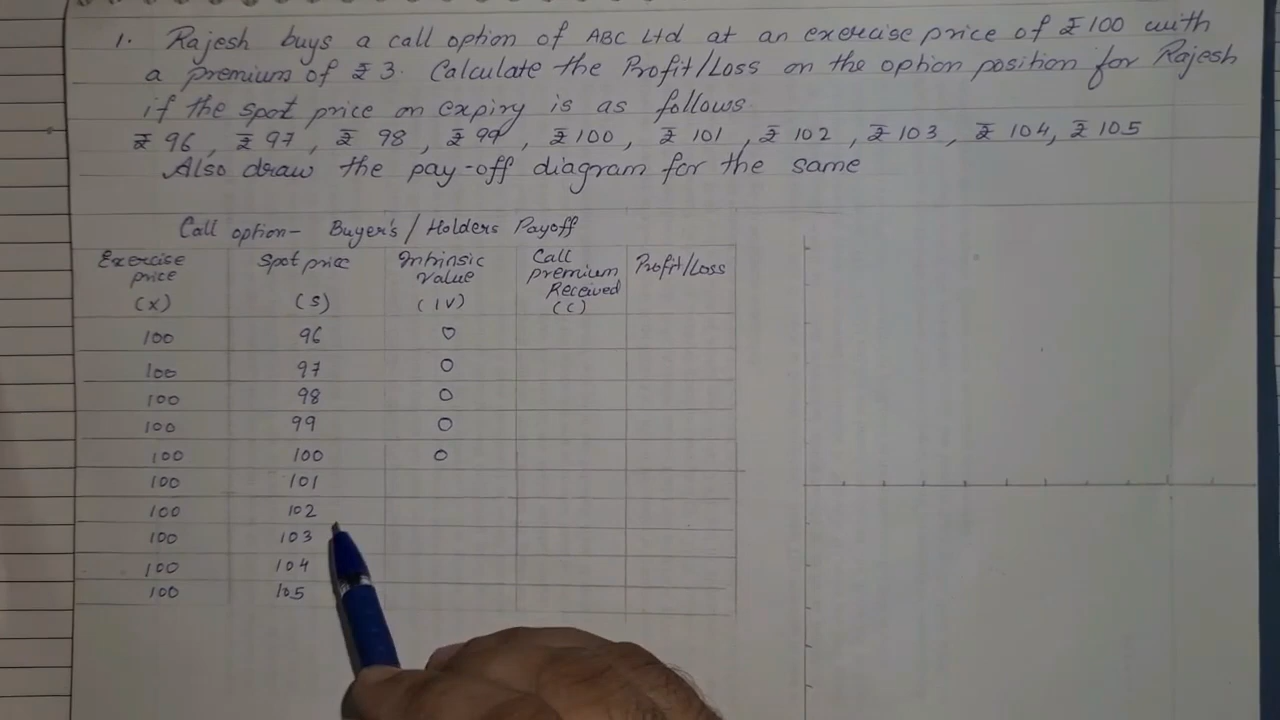 1. Rajesh buys a call option of ABC Ltd at an exercise price of ₹100 with
a premium of ₹3. Calculate the Profit/Loss on the option position for Rajesh
if the spot price on expiry is as follows
₹96, ₹97, ₹98, ₹99, ₹100, ₹101, ₹102, ₹103, ₹104, ₹105
Also draw the pay-off diagram for the same
Call option- Buyer's/Holders Payoff
Exercise price (X) Spot price (S) Intrinsic Value (IV) Call premium Received (C) Profit/Loss
100 96 0
100 97 0
100 98 0
100 99 0
100 100 0
100 101
100 102
100 103
100 104
100 105